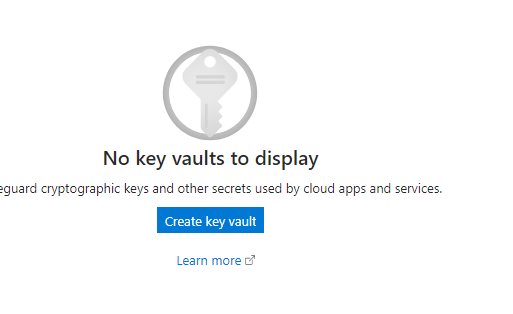 No key vaults to display
eguard cryptographic keys and other secrets used by cloud apps and services.
Create key vault
Learn more